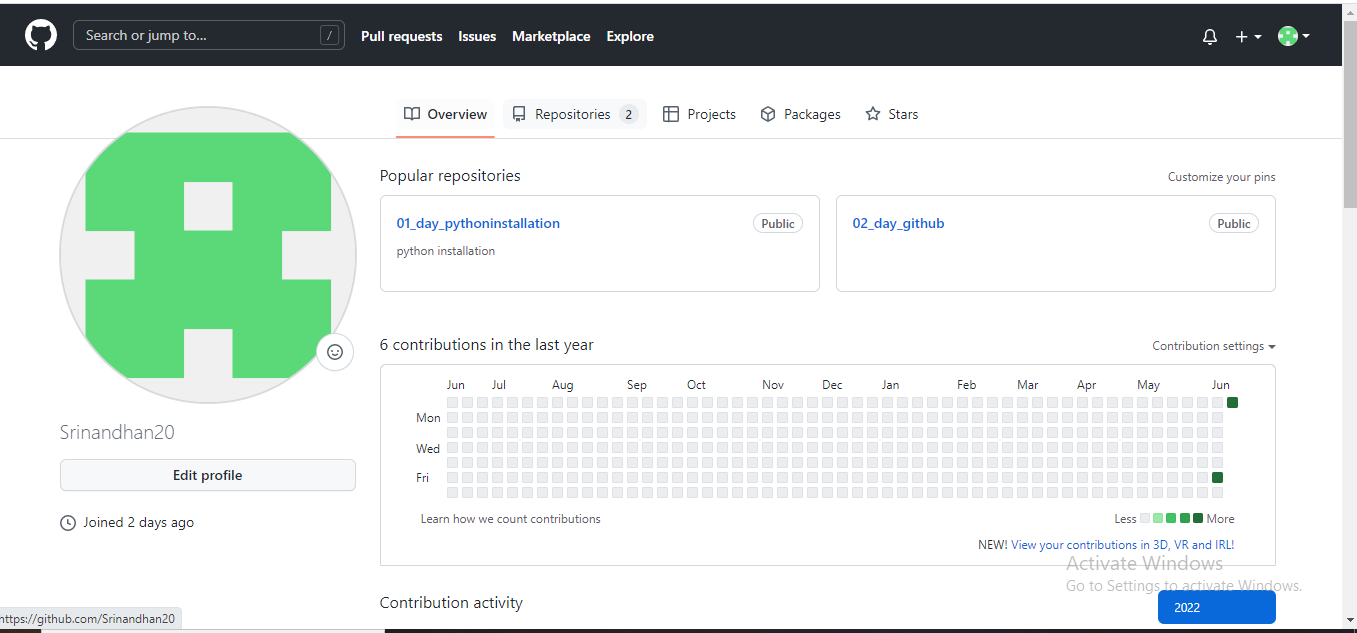 Search or jump to... /
Pull requests Issues Marketplace Explore
Overview Repositories 2 Projects Packages Stars
Popular repositories Customize your pins
01_day_pythoninstallation Public
python installation
02_day_github Public
6 contributions in the last year Contribution settings
Jun Jul Aug Sep Oct Nov Dec Jan Feb Mar Apr May Jun
Mon
Wed
Fri
Learn how we count contributions Less More
NEW! View your contributions in 3D, VR and IRL!
Srinandhan20
Edit profile
Joined 2 days ago
Contribution activity
2022
Activate Windows
Go to Settings to activate Windows.
https://github.com/Srinandhan20